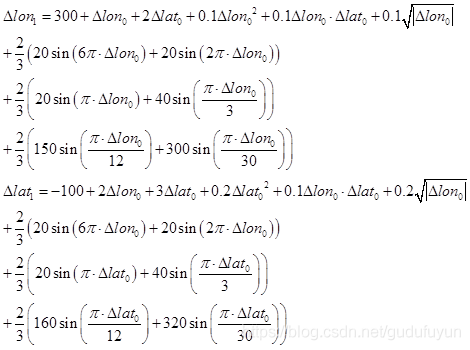 Δlon₁ = 300 + Δlon₀ + 2Δlat₀ + 0.1Δlon₀² + 0.1Δlon₀·Δlat₀ + 0.1√|Δlon₀|
+ 2/3 (20 sin(6π·Δlon₀) + 20 sin(2π·Δlon₀))
+ 2/3 (20 sin(π·Δlon₀) + 40 sin(π·Δlon₀/3))
+ 2/3 (150 sin(π·Δlon₀/12) + 300 sin(π·Δlon₀/30))
Δlat₁ = -100 + 2Δlon₀ + 3Δlat₀ + 0.2Δlat₀² + 0.1Δlon₀·Δlat₀ + 0.2√|Δlon₀|
+ 2/3 (20 sin(6π·Δlon₀) + 20 sin(2π·Δlon₀))
+ 2/3 (20 sin(π·Δlat₀) + 40 sin(π·Δlat₀/3))
+ 2/3 (160 sin(π·Δlat₀/12) + 320 sin(π·Δlat₀/30))
https://blog.csdn.net/gudufuyun